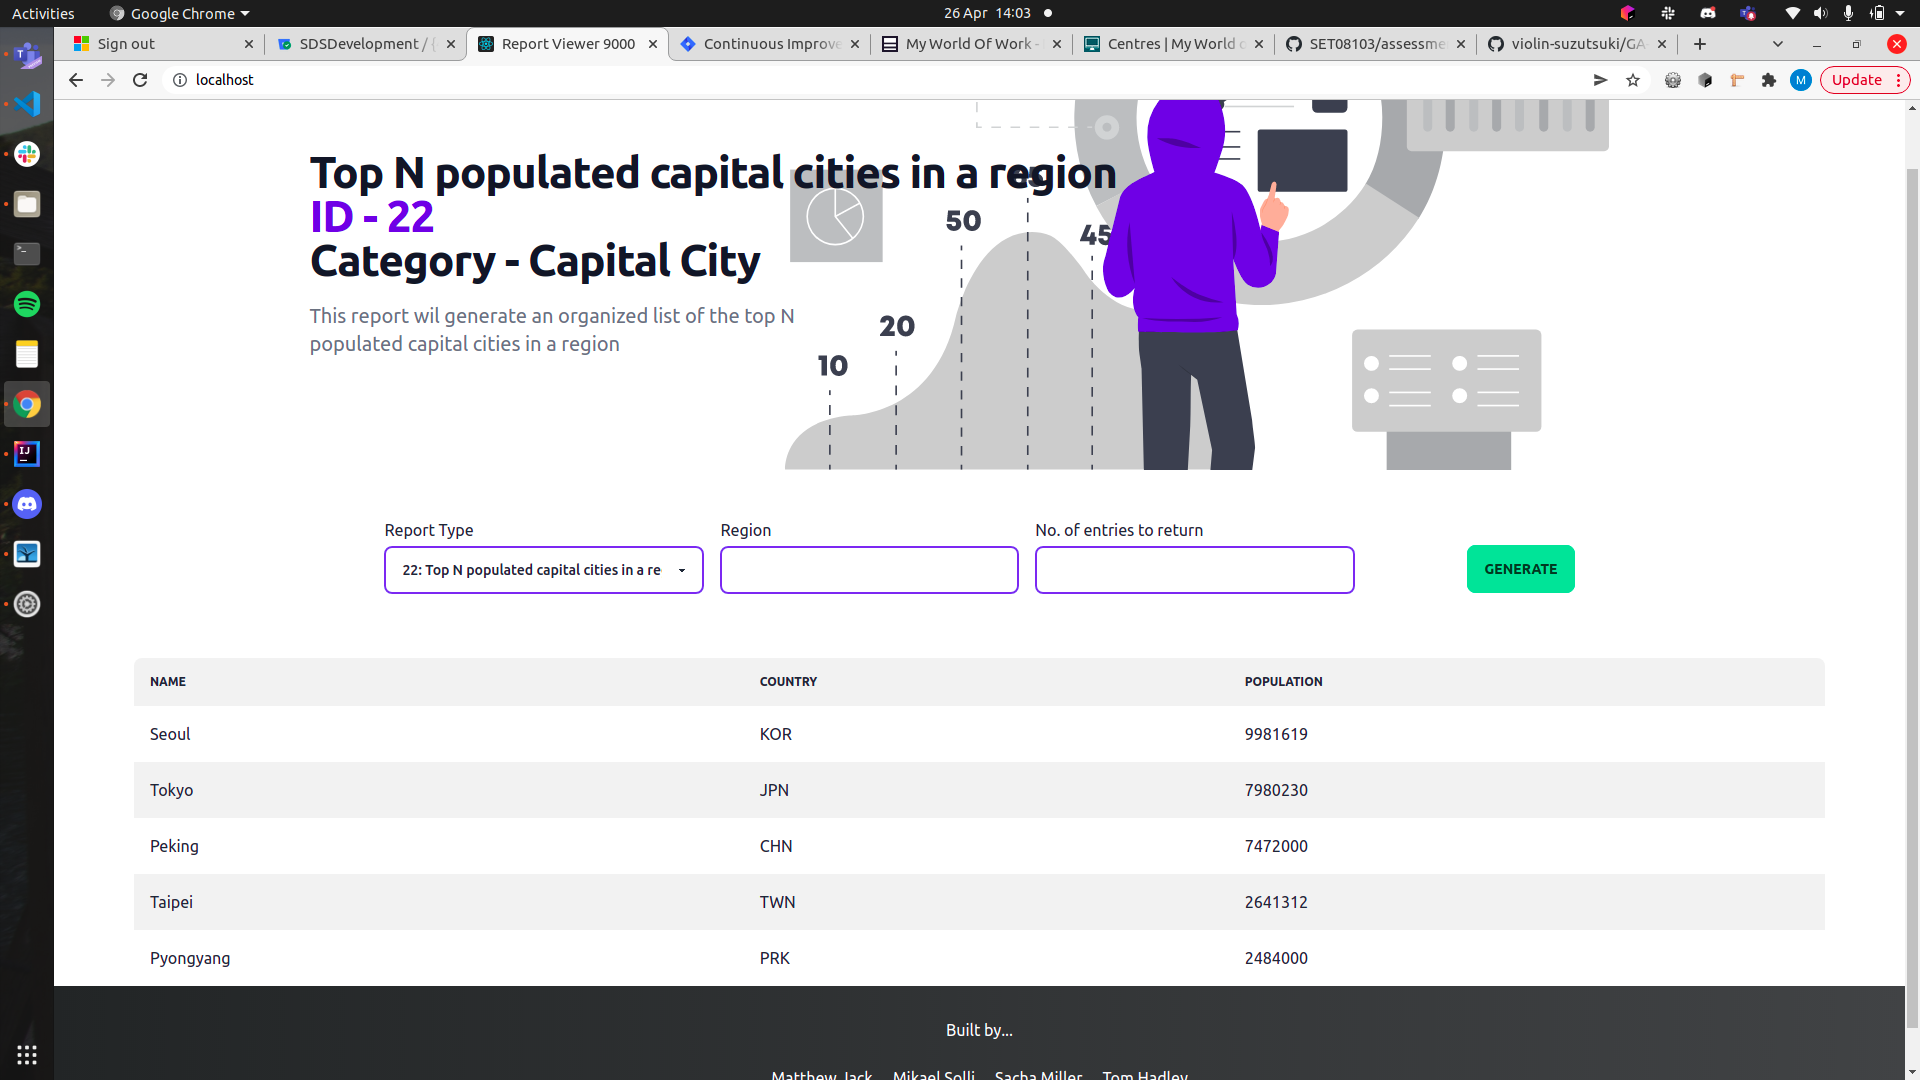 Activities
Google Chrome
26 Apr 14:03
Sign out
SDSDevelopment / {
Report Viewer 9000
Continuous Improve
My World Of Work -
Centres | My World o
SET08103/assessme
violin-suzutsuki/GA
localhost
M
Update
Top N populated capital cities in a region
ID - 22
Category - Capital City
This report wil generate an organized list of the top N
populated capital cities in a region
10
20
50
45
Report Type
Region
No. of entries to return
22: Top N populated capital cities in a re
GENERATE
NAME COUNTRY POPULATION
Seoul KOR 9981619
Tokyo JPN 7980230
Peking CHN 7472000
Taipei TWN 2641312
Pyongyang PRK 2484000
Built by...
Matthew Jack Mikael Solli Sacha Miller Tom Hadley